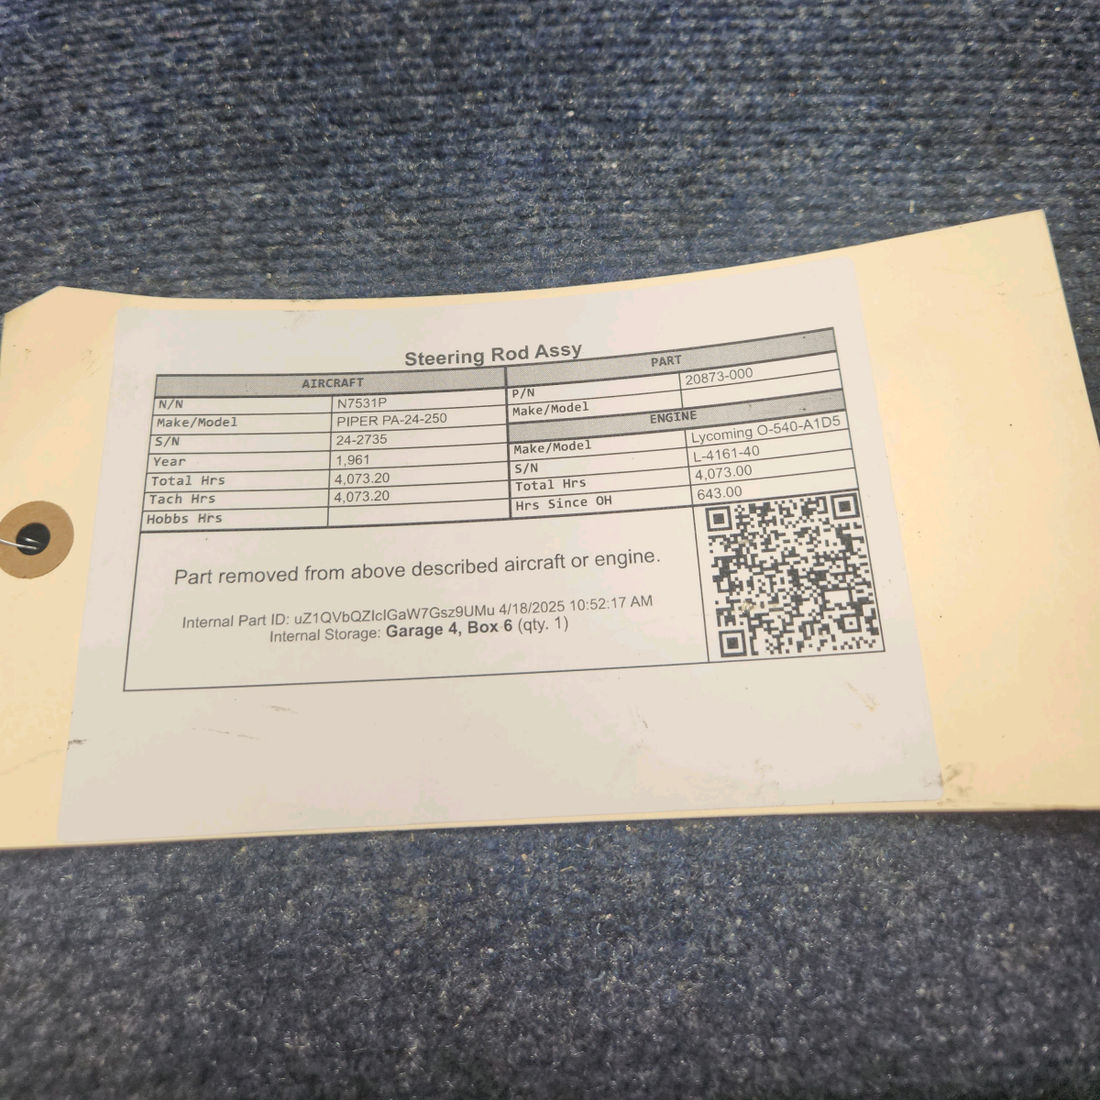 Steering Rod Assy
AIRCRAFT
N/N N7531P
Make/Model PIPER PA-24-250
S/N 24-2735
Year 1,961
Total Hrs 4,073.20
Tach Hrs 4,073.20
Hobbs Hrs
PART
P/N 20873-000
Make/Model
ENGINE
Make/Model Lycoming O-540-A1D5
S/N L-4161-40
Total Hrs 4,073.00
Hrs Since OH 643.00
Part removed from above described aircraft or engine.
Internal Part ID: uZ1QVbQZIclGaW7Gsz9UMu 4/18/2025 10:52:17 AM
Internal Storage: Garage 4, Box 6 (qty. 1)